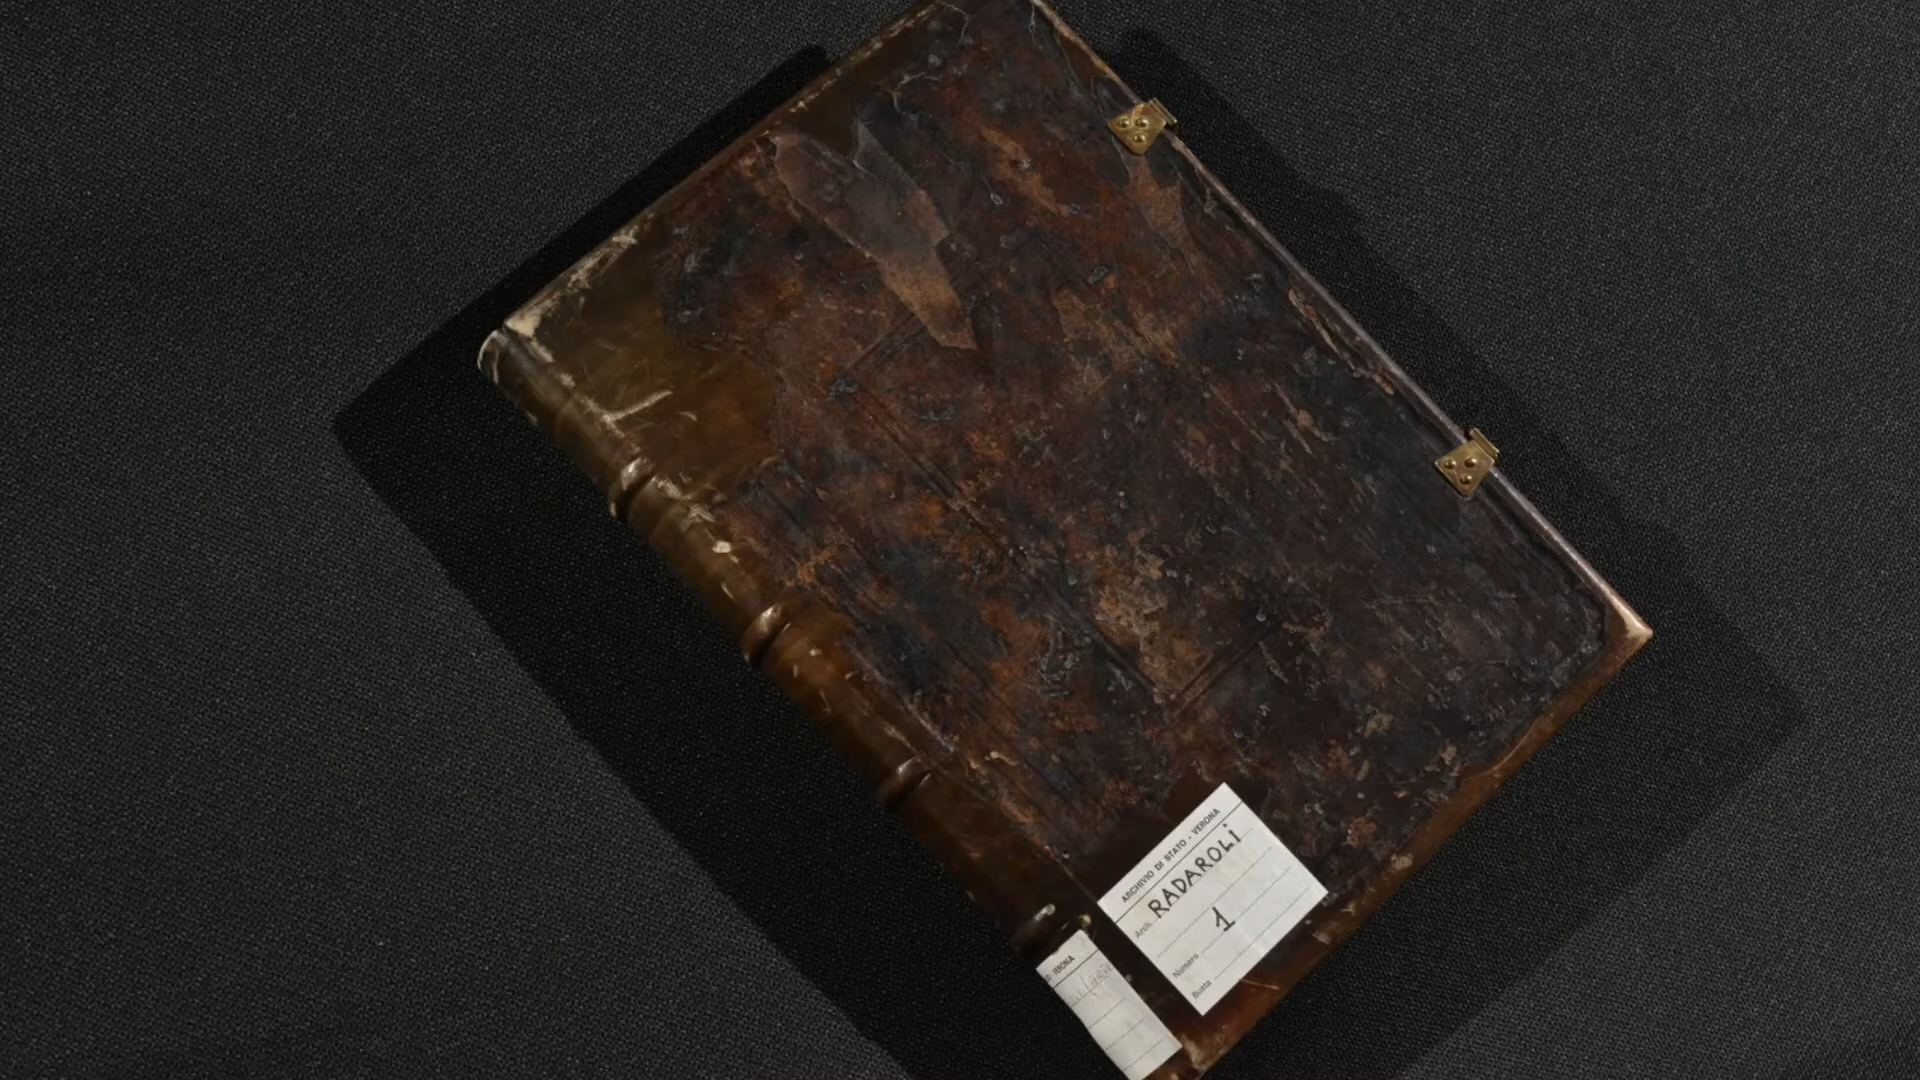 ARCHIVIO DI STATO - VERONA
Arch. RADAROLI
1
Numero
Busta
VERONA